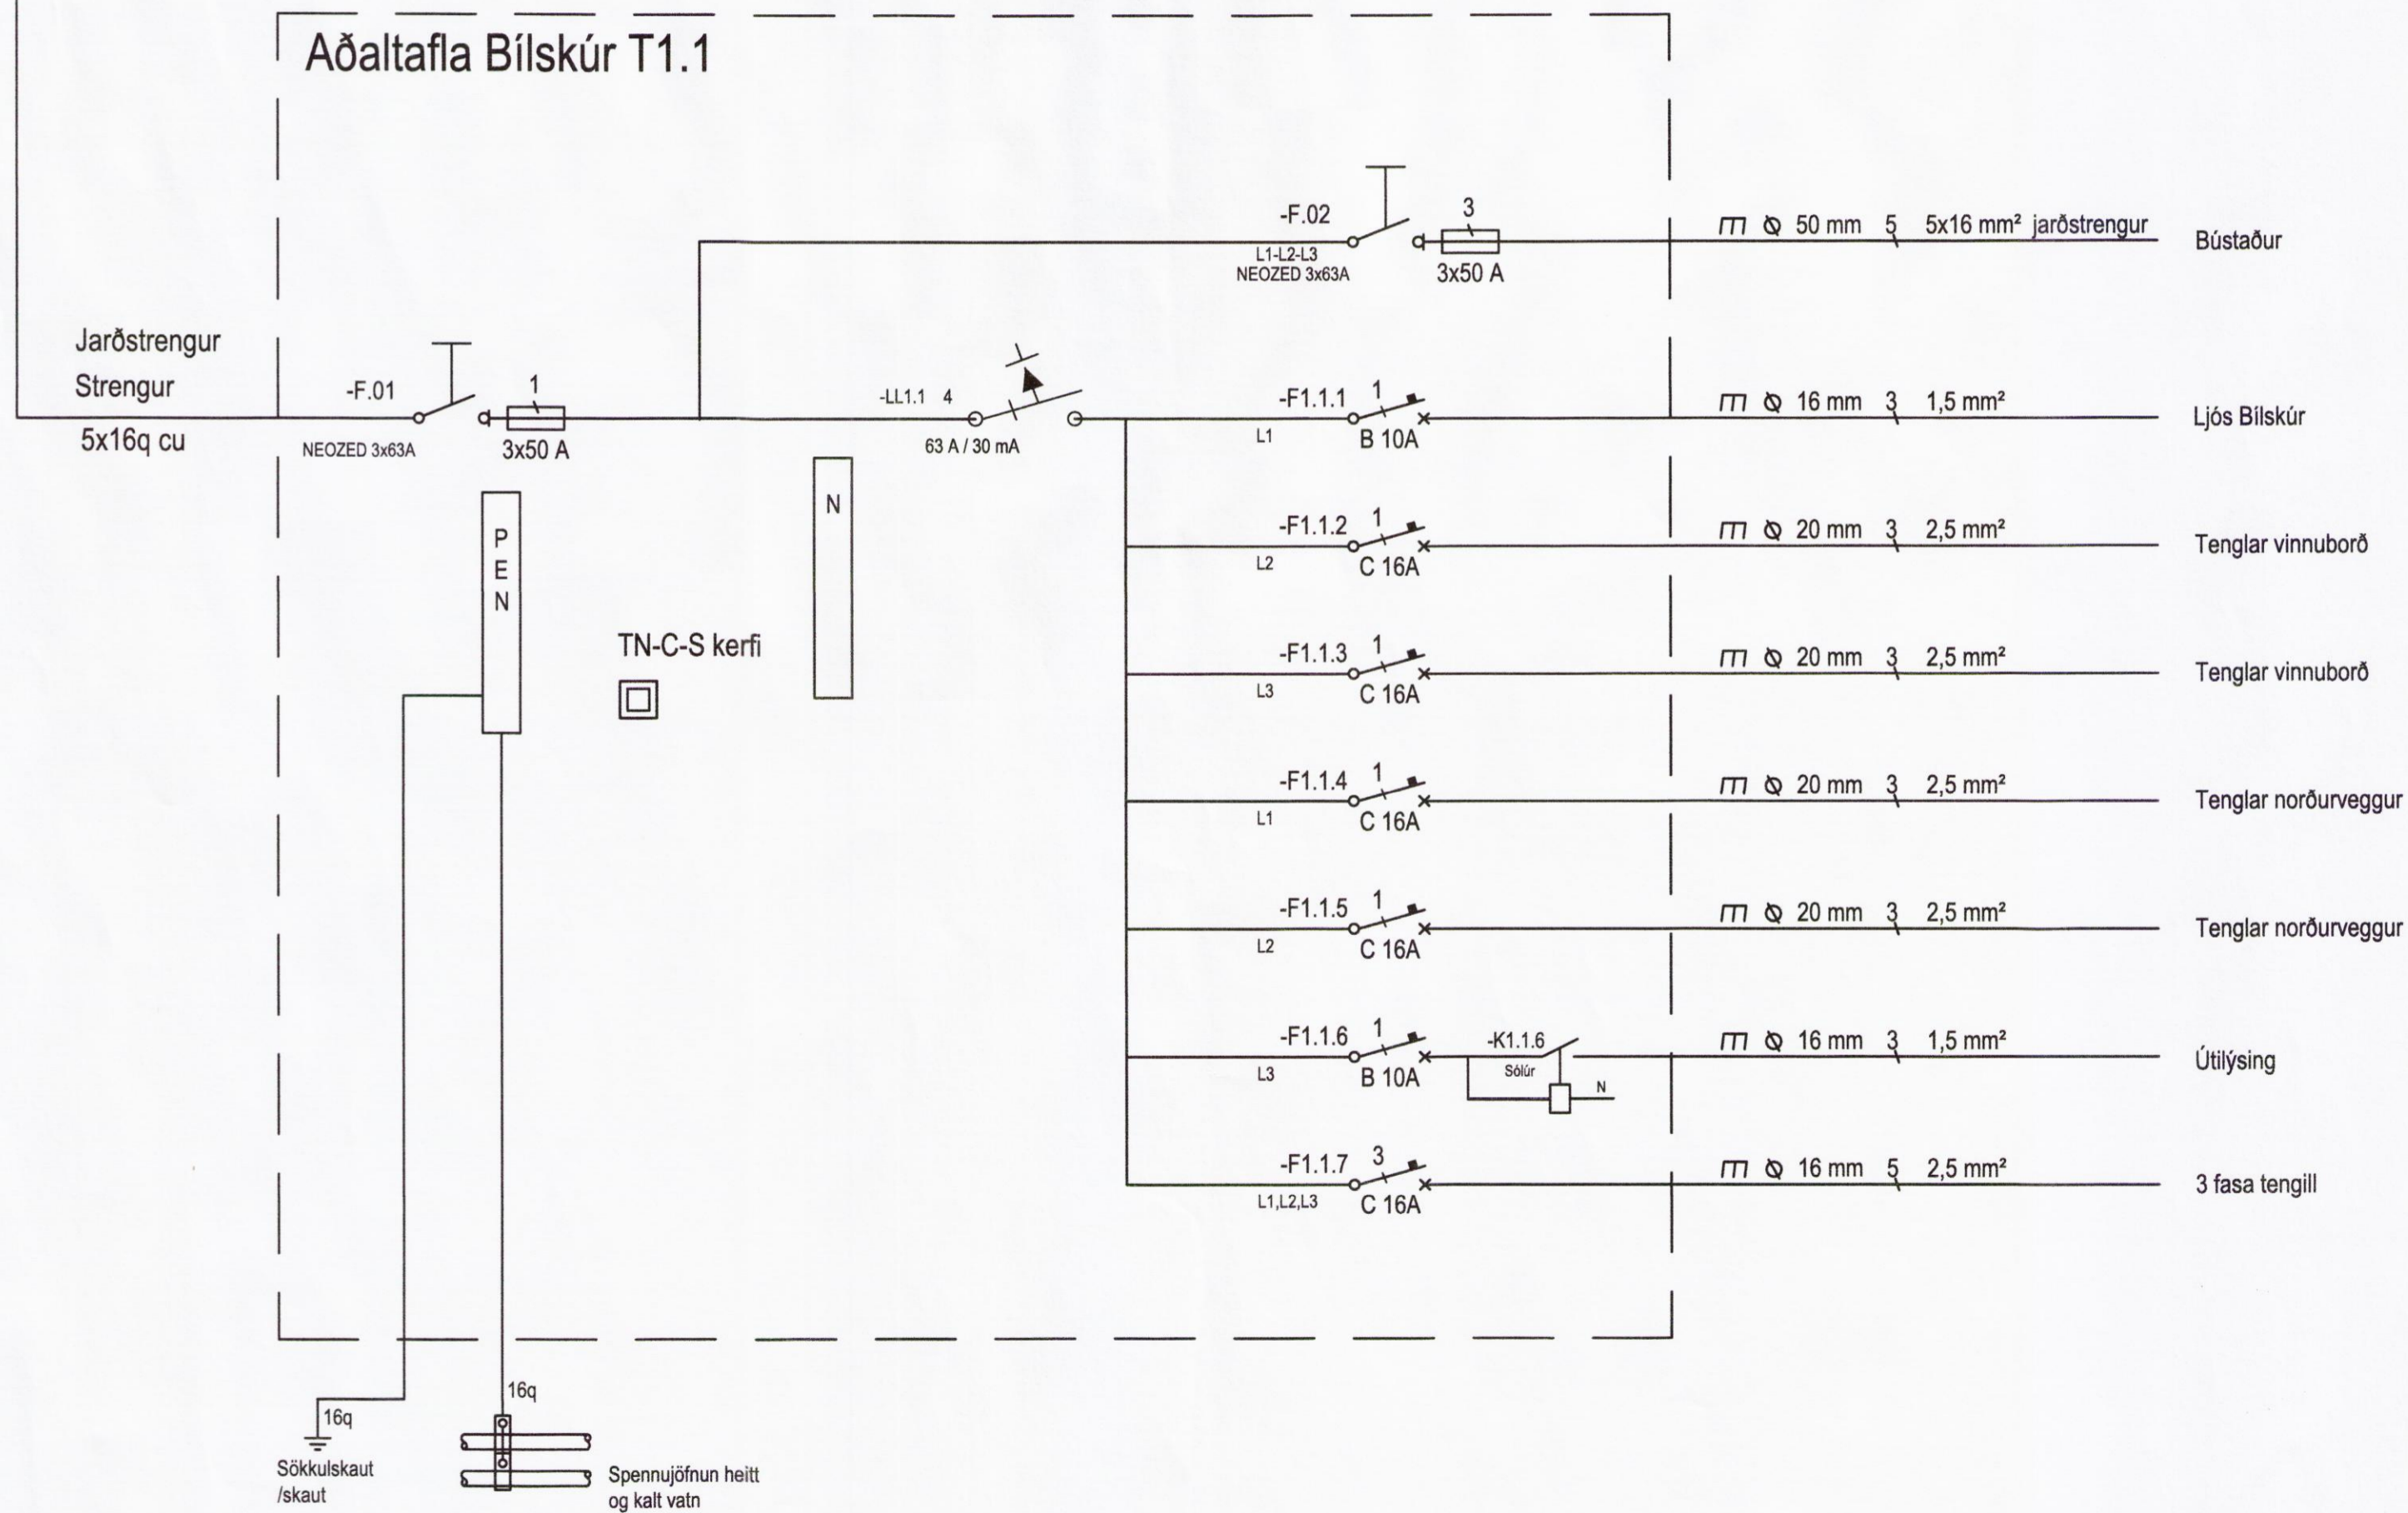 Aðaltafla Bílskúr T1.1
-F.02
L1-L2-L3
NEOZED 3x63A
3
3x50 A
50 mm 5 5x16 mm² jarðstrengur
Bústaður
Jarðstrengur
Strengur
5x16q cu
-F.01
NEOZED 3x63A
1
3x50 A
-LL1.1 4
63 A / 30 mA
-F1.1.1 1
L1
B 10A
16 mm 3 1,5 mm²
Ljós Bílskúr
PEN
N
TN-C-S kerfi
-F1.1.2 1
L2
C 16A
20 mm 3 2,5 mm²
Tenglar vinnuborð
-F1.1.3 1
L3
C 16A
20 mm 3 2,5 mm²
Tenglar vinnuborð
-F1.1.4 1
L1
C 16A
20 mm 3 2,5 mm²
Tenglar norðurveggur
-F1.1.5 1
L2
C 16A
20 mm 3 2,5 mm²
Tenglar norðurveggur
-F1.1.6 1
L3
B 10A
-K1.1.6
Sólúr
N
16 mm 3 1,5 mm²
Útilýsing
-F1.1.7 3
L1,L2,L3
C 16A
16 mm 5 2,5 mm²
3 fasa tengill
16q
Sökkulskaut
/skaut
16q
Spennujöfnun heitt
og kalt vatn